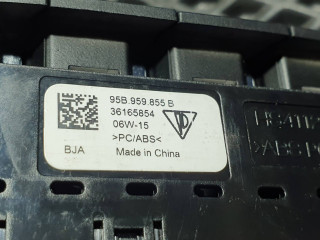 95B.959.855 B
36165854
06W-15
>PC/ABS<
BJA
Made in China